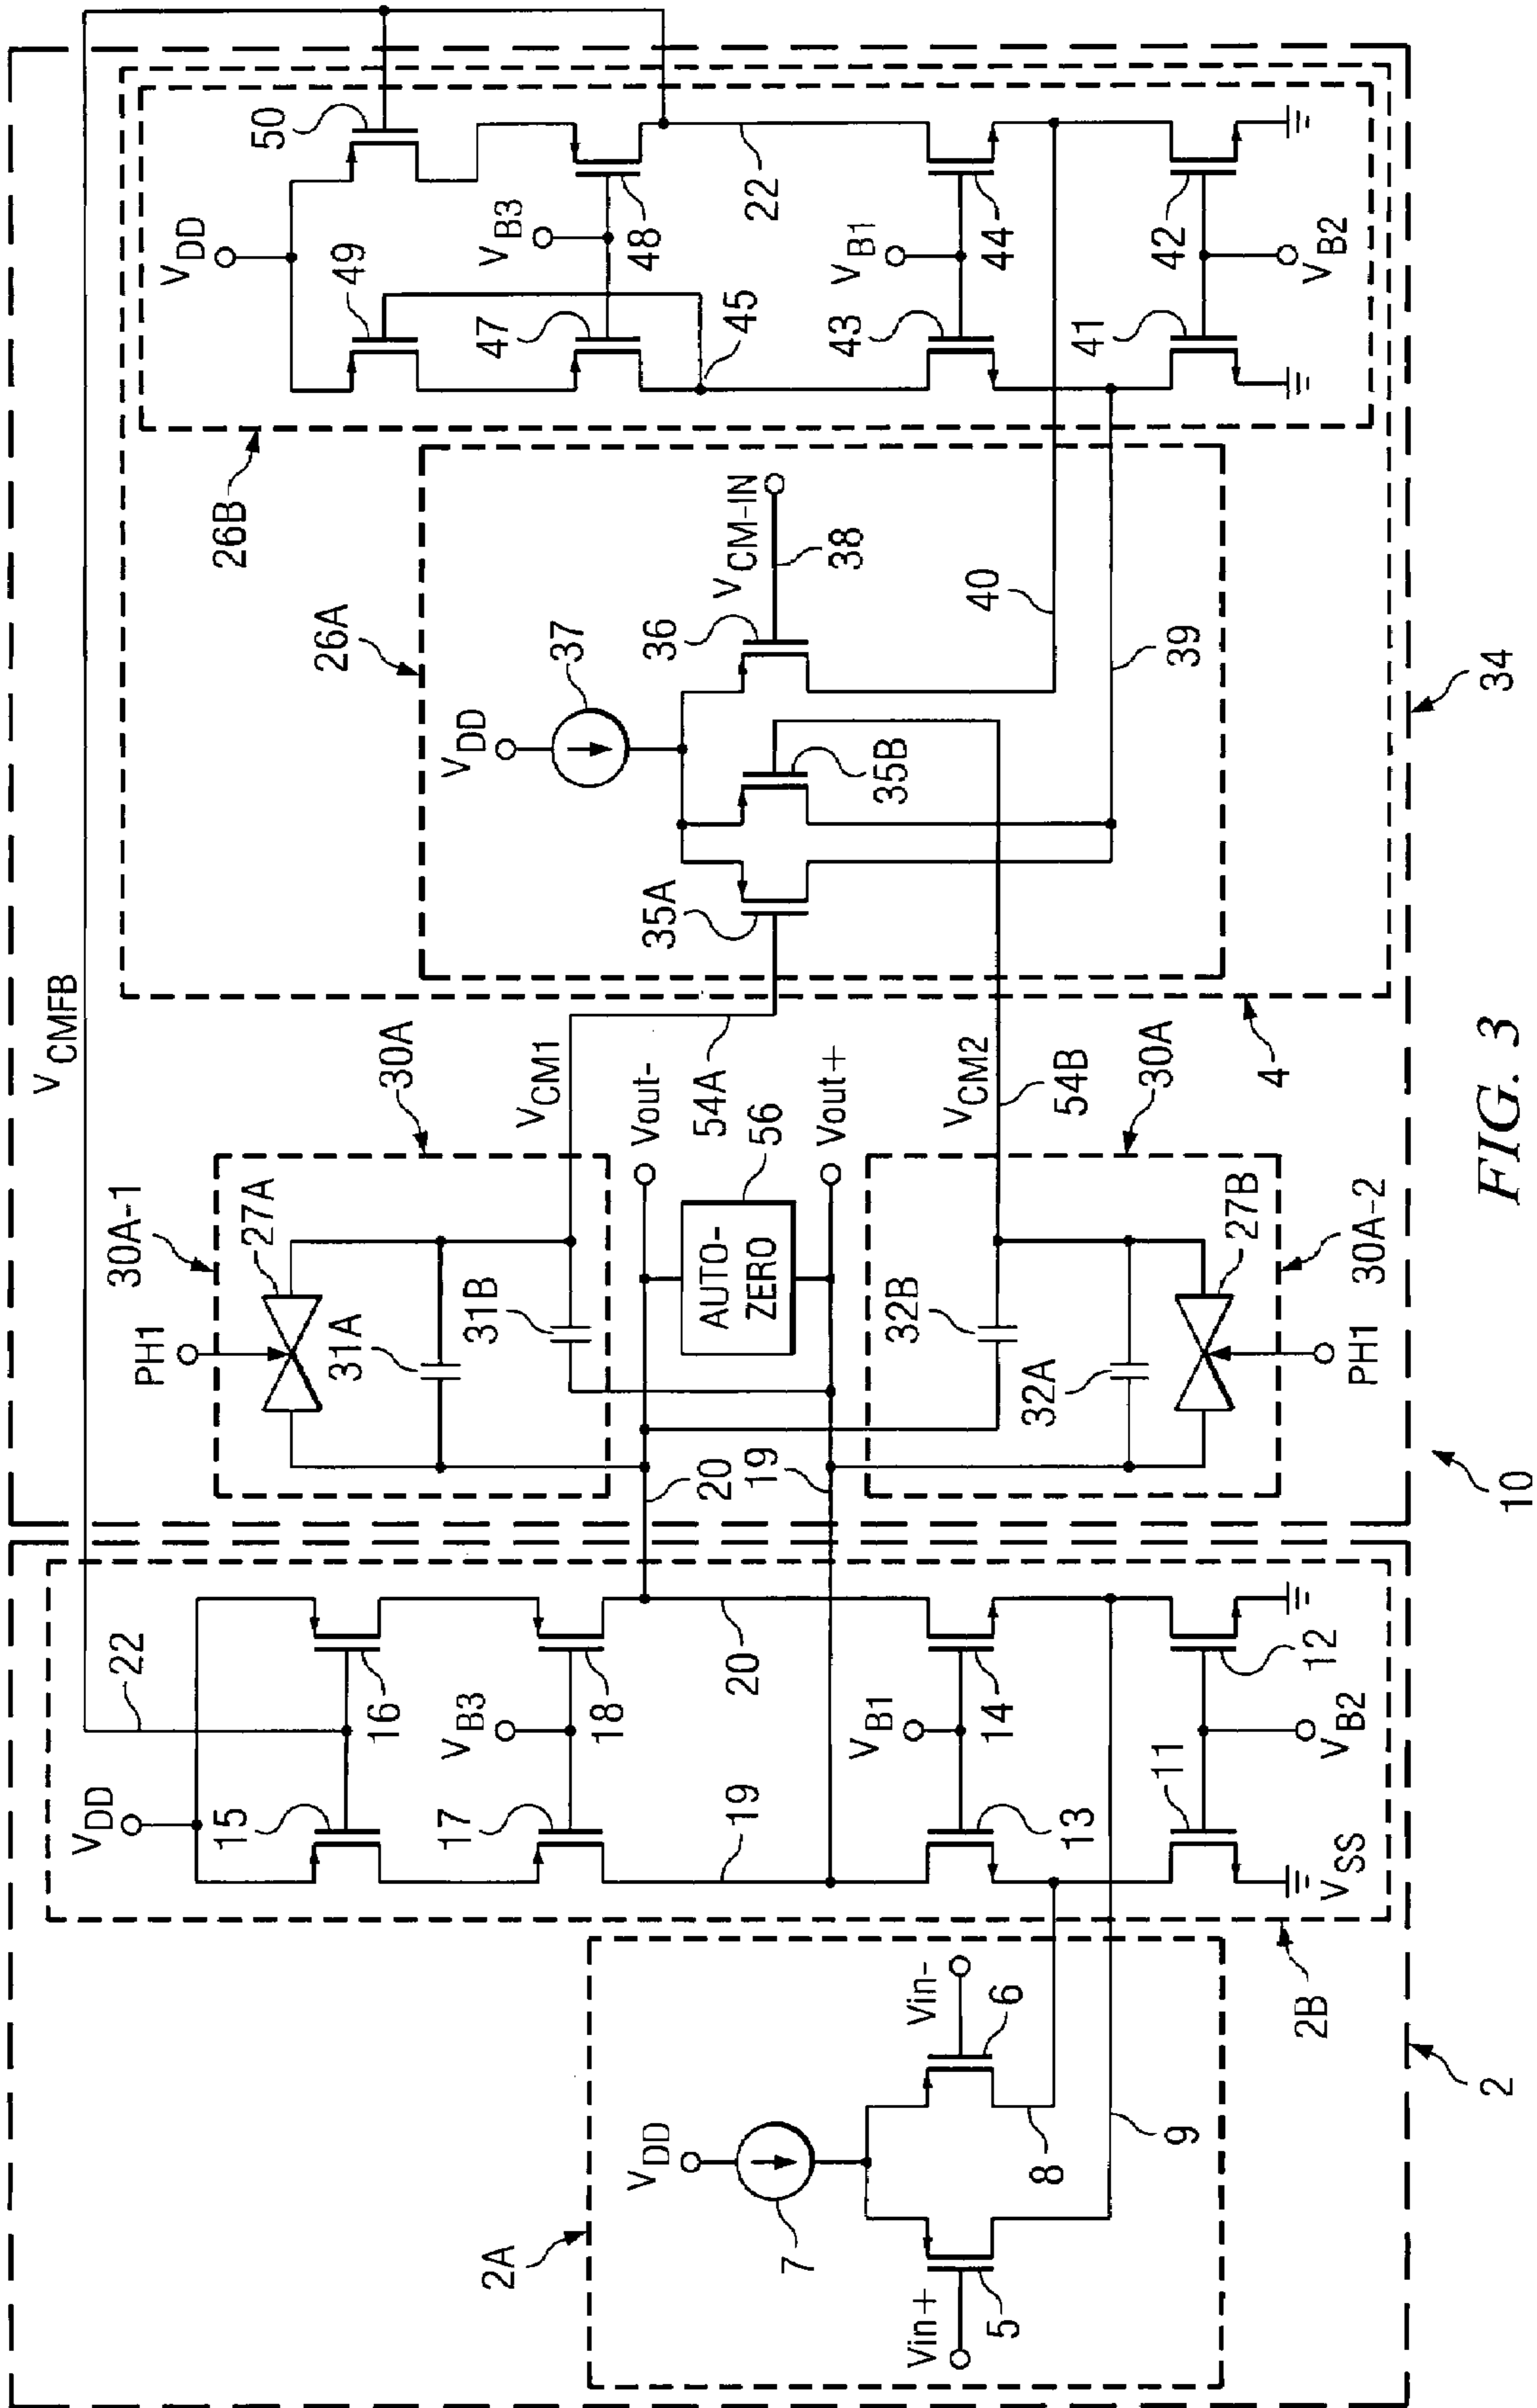 V_CMFB
22
V_DD
15
16
V_B3
17
18
19
20
V_B1
13
14
11
12
V_SS
V_B2
2B
2A
V_DD
7
Vin+
5
Vin-
6
8
9
2
30A-1
PH1
27A
31A
31B
30A
V_CM1
54A
20
Vout-
AUTO-
ZERO
56
19
Vout+
V_CM2
54B
32B
32A
27B
PH1
30A
30A-2
10
4
26A
V_DD
37
35A
35B
36
V_CM-IN
38
40
39
26B
V_DD
49
50
V_B3
47
48
45
22
V_B1
43
44
41
42
V_B2
34
FIG. 3